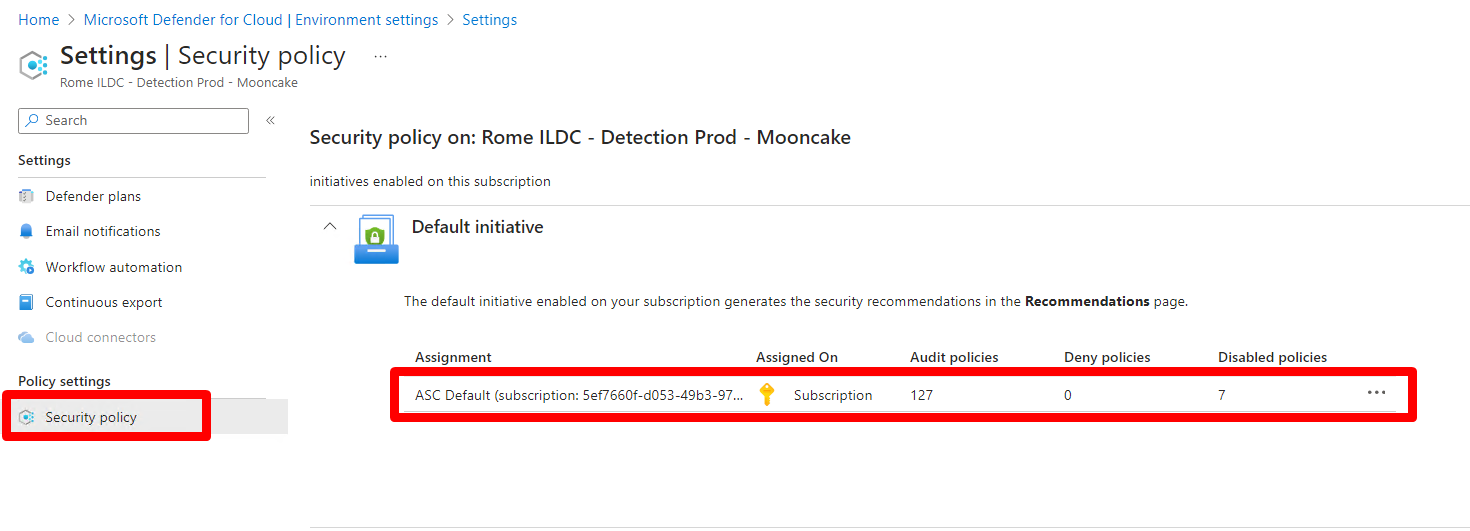 Home > Microsoft Defender for Cloud | Environment settings > Settings
Settings | Security policy ...
Rome ILDC - Detection Prod - Mooncake
Search «
Settings
Defender plans
Email notifications
Workflow automation
Continuous export
Cloud connectors
Policy settings
Security policy
Security policy on: Rome ILDC - Detection Prod - Mooncake
initiatives enabled on this subscription
Default initiative
The default initiative enabled on your subscription generates the security recommendations in the Recommendations page.
Assignment Assigned On Audit policies Deny policies Disabled policies
ASC Default (subscription: 5ef7660f-d053-49b3-97... Subscription 127 0 7 ...